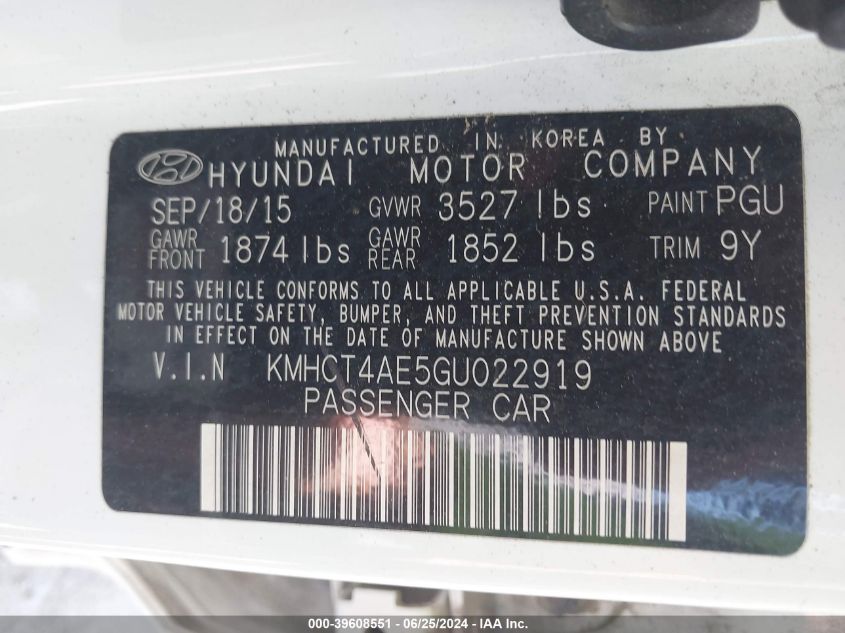 MANUFACTURED IN KOREA BY
HYUNDAI MOTOR COMPANY
SEP/18/15 GVWR 3527 lbs PAINT PGU
GAWR FRONT 1874 lbs GAWR REAR 1852 lbs TRIM 9Y
THIS VEHICLE CONFORMS TO ALL APPLICABLE U.S.A. FEDERAL
MOTOR VEHICLE SAFETY, BUMPER, AND THEFT PREVENTION STANDARDS
IN EFFECT ON THE DATE OF MANUFACTURE SHOWN ABOVE
V.I.N KMHCT4AE5GU022919
PASSENGER CAR
000-39608551 - 06/25/2024 - IAAI.com